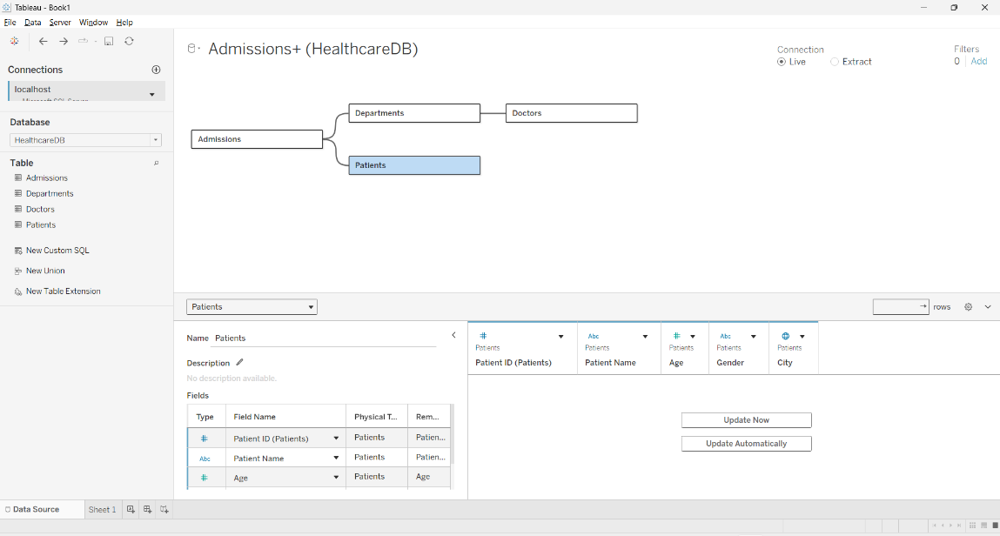 Tableau - Book1
File Data Server Window Help
Connections
localhost
Microsoft SQL Server
Database
HealthcareDB
Table
Admissions
Departments
Doctors
Patients
New Custom SQL
New Union
New Table Extension
Admissions+ (HealthcareDB)
Connection
Live Extract
Filters
0 Add
Departments
Doctors
Admissions
Patients
Patients
rows
Name Patients
Description
No description available.
Fields
Type Field Name Physical T... Rem...
# Patient ID (Patients) Patients Patien...
Abc Patient Name Patients Patien...
# Age Patients Age
# Abc # Abc
Patients Patients Patients Patients Patients
Patient ID (Patients) Patient Name Age Gender City
Update Now
Update Automatically
Data Source Sheet 1